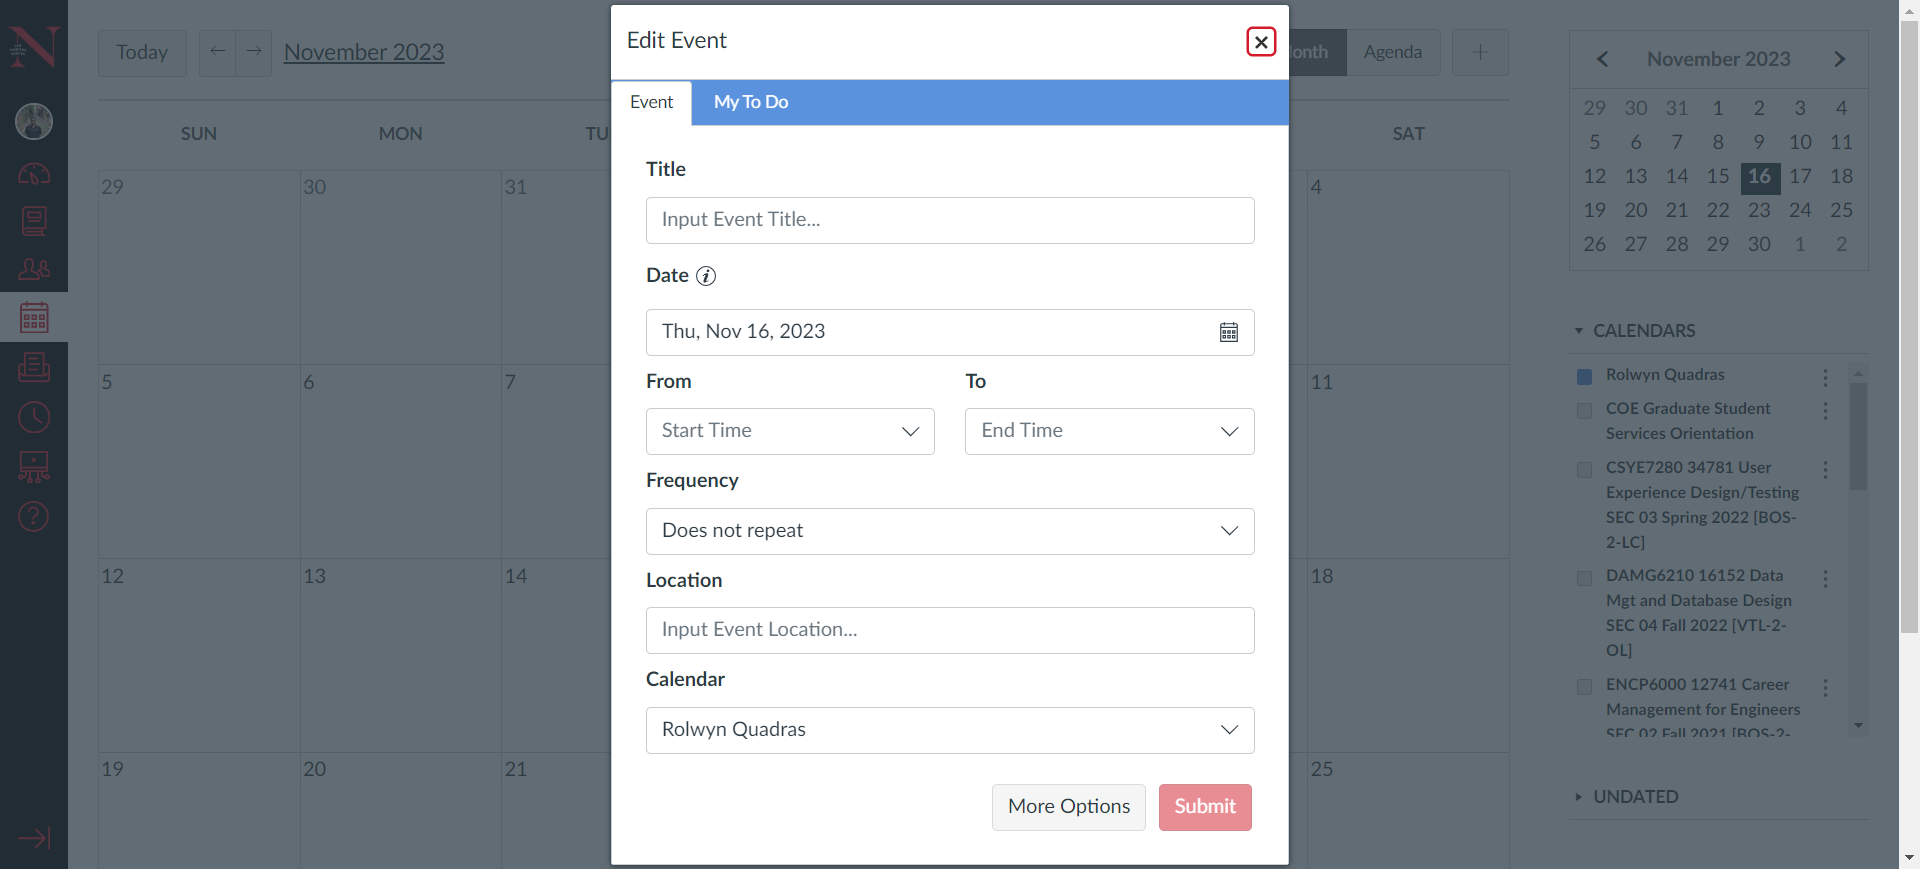 Today
November 2023
Agenda
SUN
MON
SAT
29
30
31
4
5
6
7
11
12
13
14
18
19
20
21
25
Edit Event
Event
My To Do
Title
Input Event Title...
Date
Thu, Nov 16, 2023
From
To
Start Time
End Time
Frequency
Does not repeat
Location
Input Event Location...
Calendar
Rolwyn Quadras
More Options
Submit
November 2023
29 30 31 1 2 3 4
5 6 7 8 9 10 11
12 13 14 15 16 17 18
19 20 21 22 23 24 25
26 27 28 29 30 1 2
CALENDARS
Rolwyn Quadras
COE Graduate Student
Services Orientation
CSYE7280 34781 User
Experience Design/Testing
SEC 03 Spring 2022 [BOS-
2-LC]
DAMG6210 16152 Data
Mgt and Database Design
SEC 04 Fall 2022 [VTL-2-
OL]
ENCP6000 12741 Career
Management for Engineers
SEC 02 Fall 2021 [BOS-2-
UNDATED